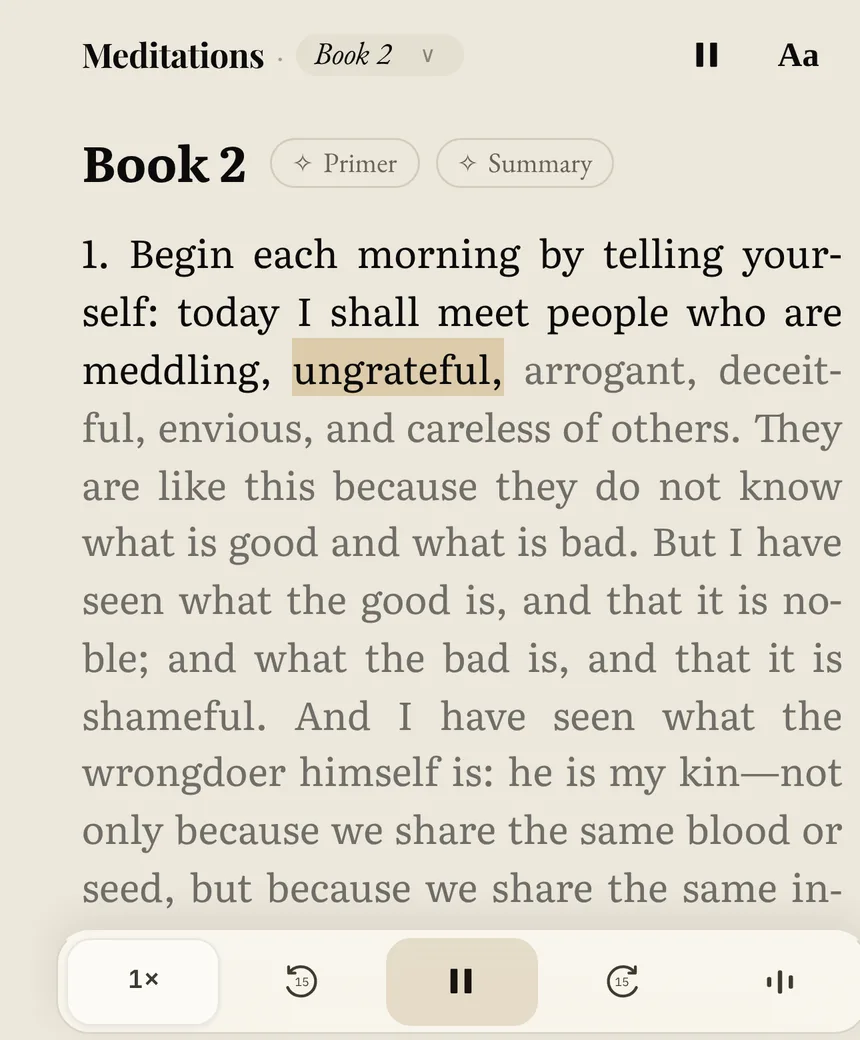 Meditations · Book 2 ∨ Aa
Book 2 ✧ Primer ✧ Summary
1. Begin each morning by telling your-
self: today I shall meet people who are
meddling, ungrateful, arrogant, deceit-
ful, envious, and careless of others. They
are like this because they do not know
what is good and what is bad. But I have
seen what the good is, and that it is no-
ble; and what the bad is, and that it is
shameful. And I have seen what the
wrongdoer himself is: he is my kin—not
only because we share the same blood or
seed, but because we share the same in-
1× 15 15